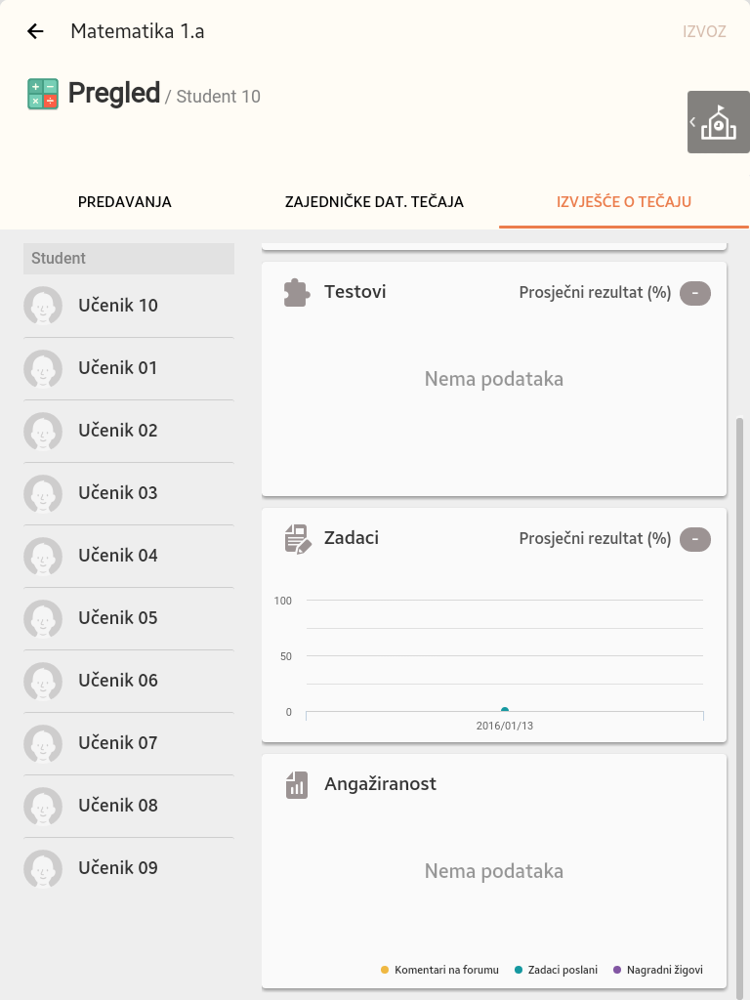 Matematika 1.a
IZVOZ
Pregled / Student 10
PREDAVANJA
ZAJEDNIČKE DAT. TEČAJA
IZVJEŠĆE O TEČAJU
Student
Učenik 10
Učenik 01
Učenik 02
Učenik 03
Učenik 04
Učenik 05
Učenik 06
Učenik 07
Učenik 08
Učenik 09
Testovi
Prosječni rezultat (%) -
Nema podataka
Zadaci
Prosječni rezultat (%) -
100
50
0
2016/01/13
Angažiranost
Nema podataka
Komentari na forumu
Zadaci poslani
Nagradni žigovi